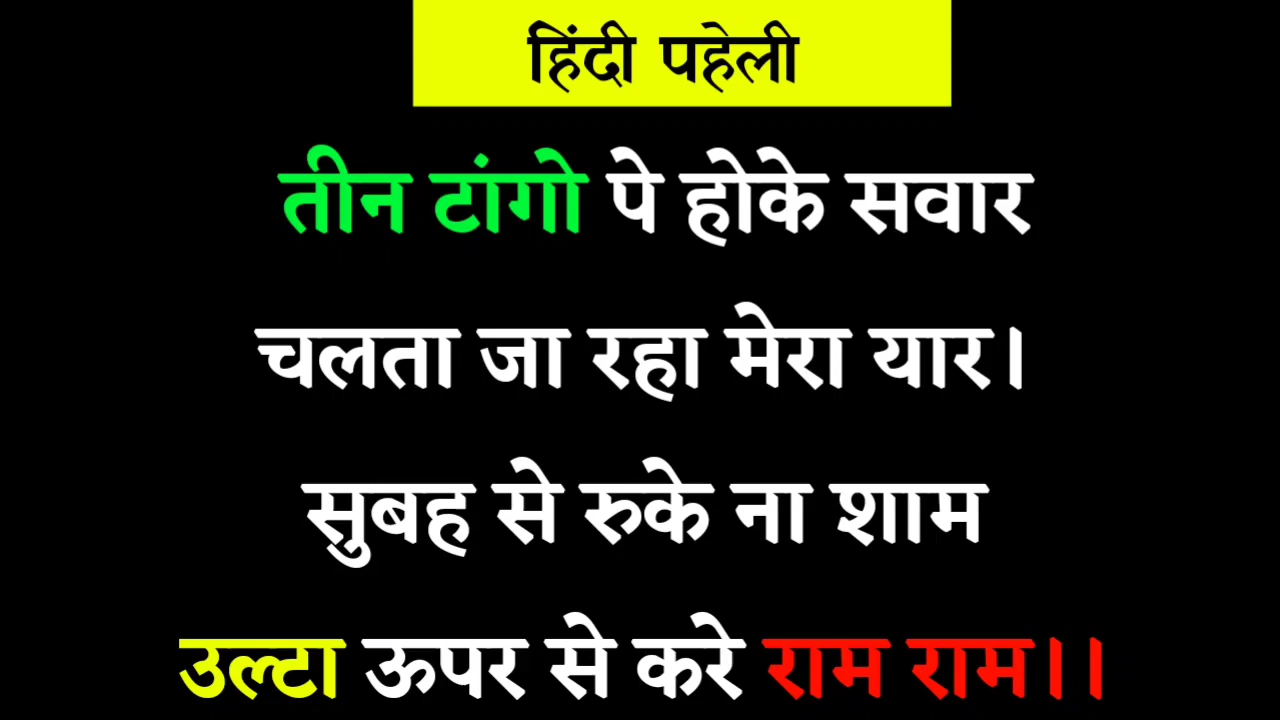 हिंदी पहेली
तीन टांगो पे होके सवार
चलता जा रहा मेरा यार।
सुबह से रुके ना शाम
उल्टा ऊपर से करे राम राम।।